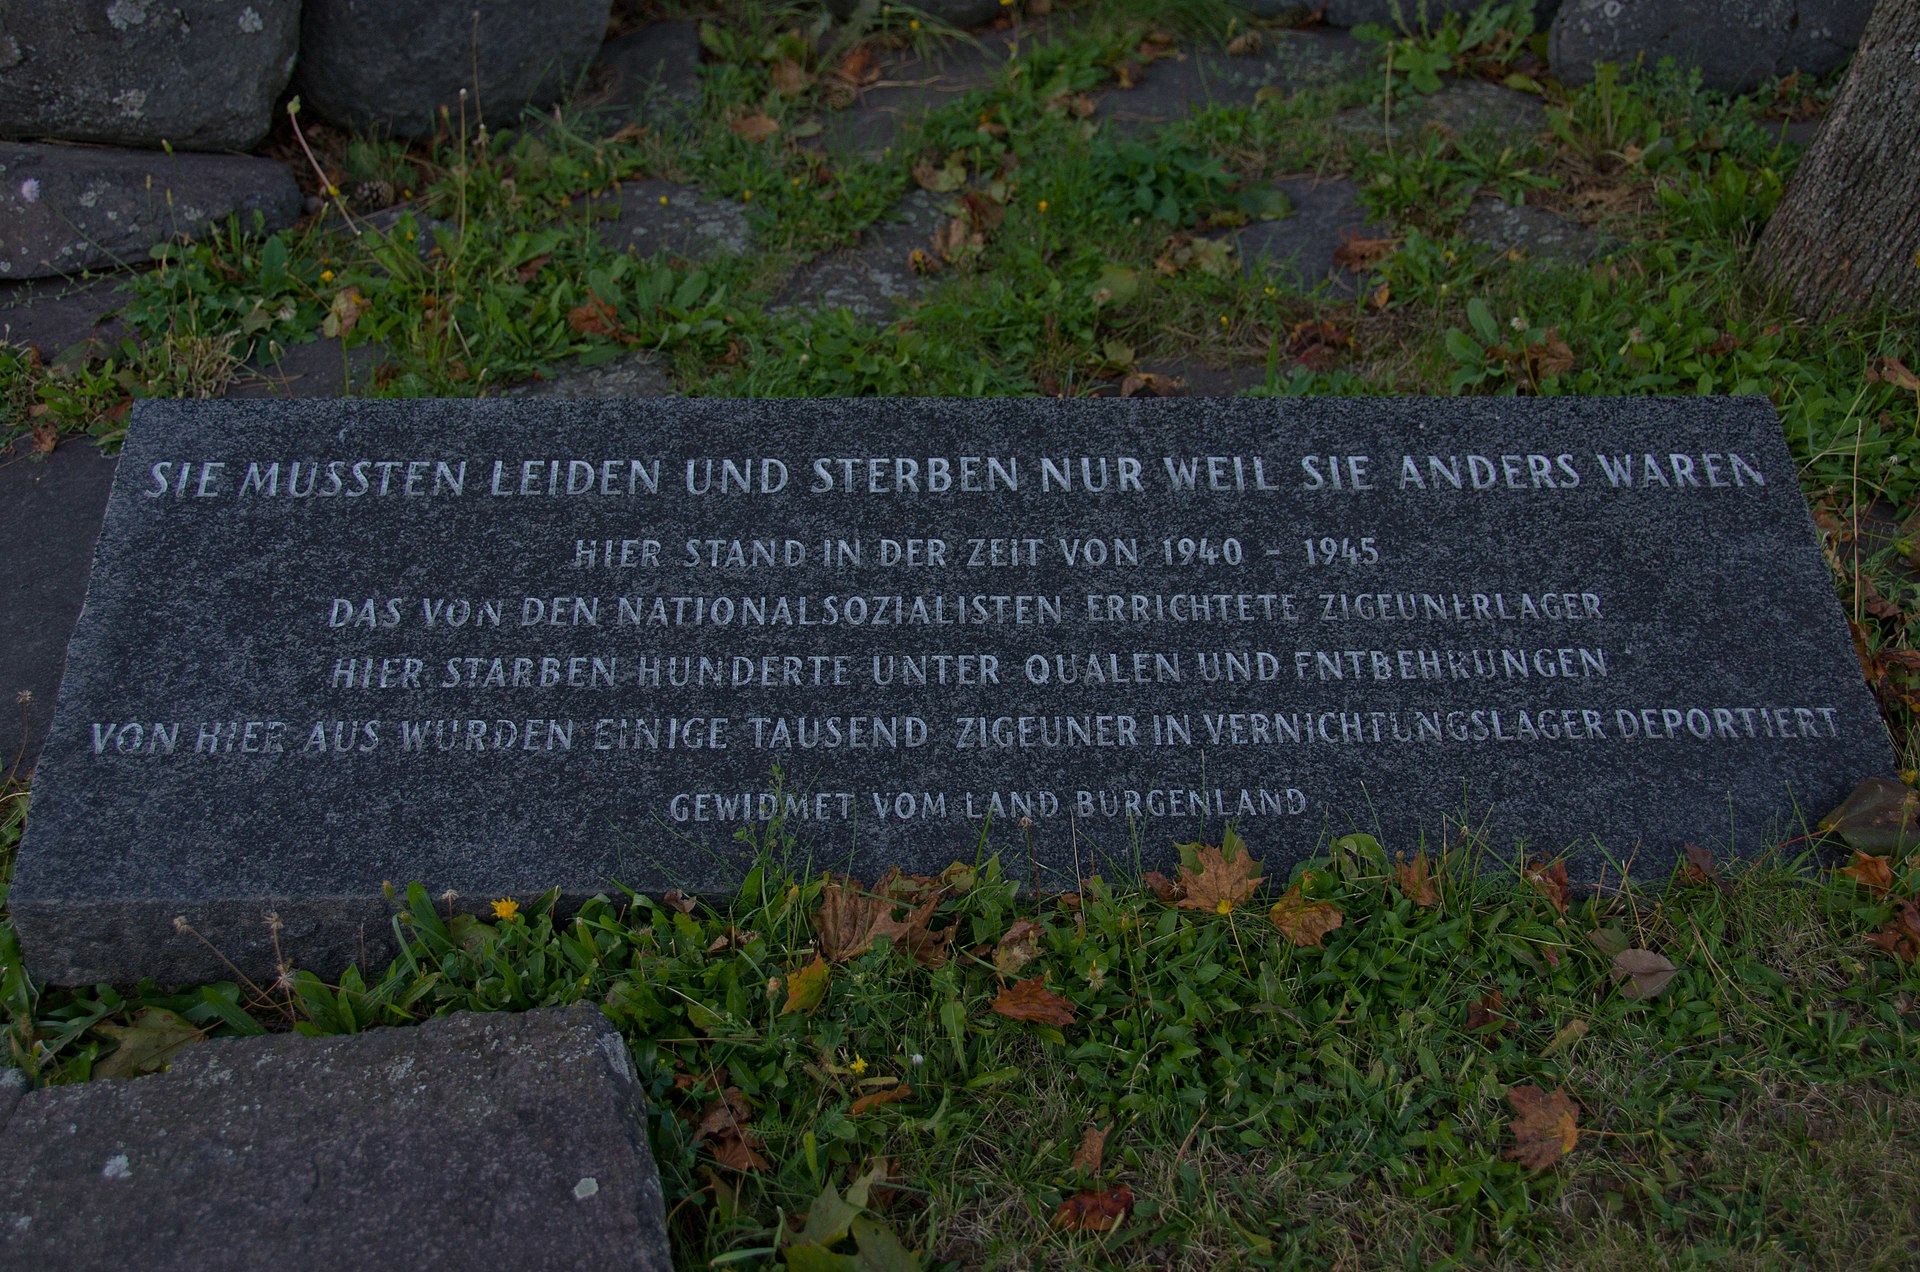 SIE MUSSTEN LEIDEN UND STERBEN NUR WEIL SIE ANDERS WAREN
HIER STAND IN DER ZEIT VON 1940 - 1945
DAS VON DEN NATIONALSOZIALISTEN ERRICHTETE ZIGEUNERLAGER
HIER STARBEN HUNDERTE UNTER QUALEN UND ENTBEHRUNGEN
VON HIER AUS WURDEN EINIGE TAUSEND ZIGEUNER IN VERNICHTUNGSLAGER DEPORTIERT
GEWIDMET VOM LAND BURGENLAND